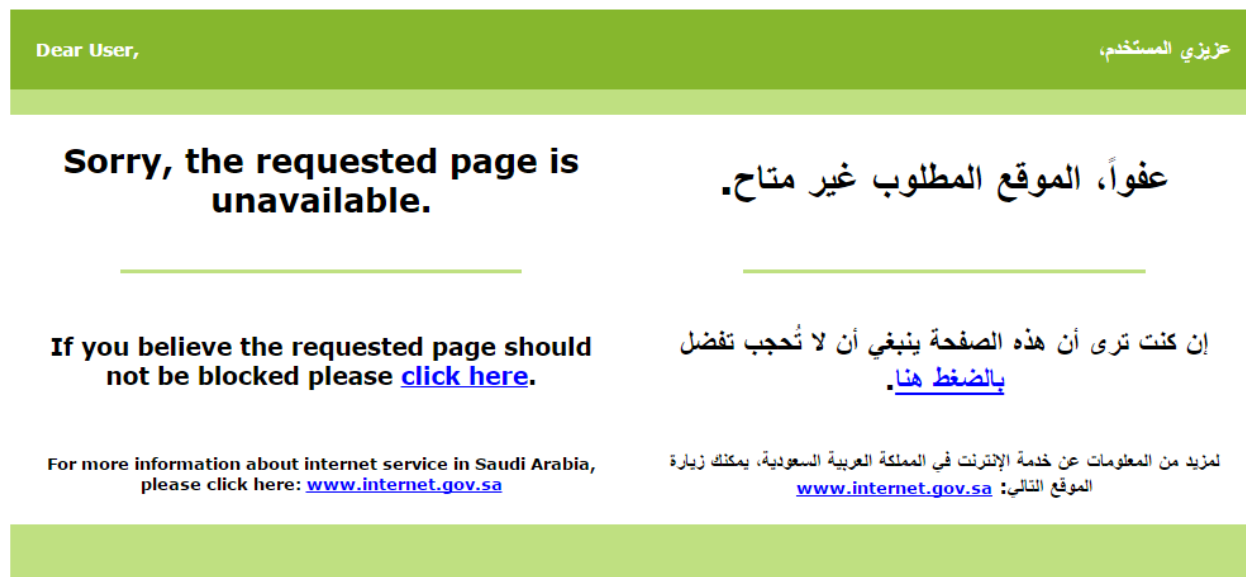 Dear User,
عزيزي المستخدم،
Sorry, the requested page is
unavailable.
عفواً، الموقع المطلوب غير متاح.
If you believe the requested page should
not be blocked please click here.
إن كنت ترى أن هذه الصفحة ينبغي أن لا تُحجب تفضل
بالضغط هنا.
For more information about internet service in Saudi Arabia,
please click here: www.internet.gov.sa
لمزيد من المعلومات عن خدمة الإنترنت في المملكة العربية السعودية، يمكنك زيارة
الموقع التالي: www.internet.gov.sa